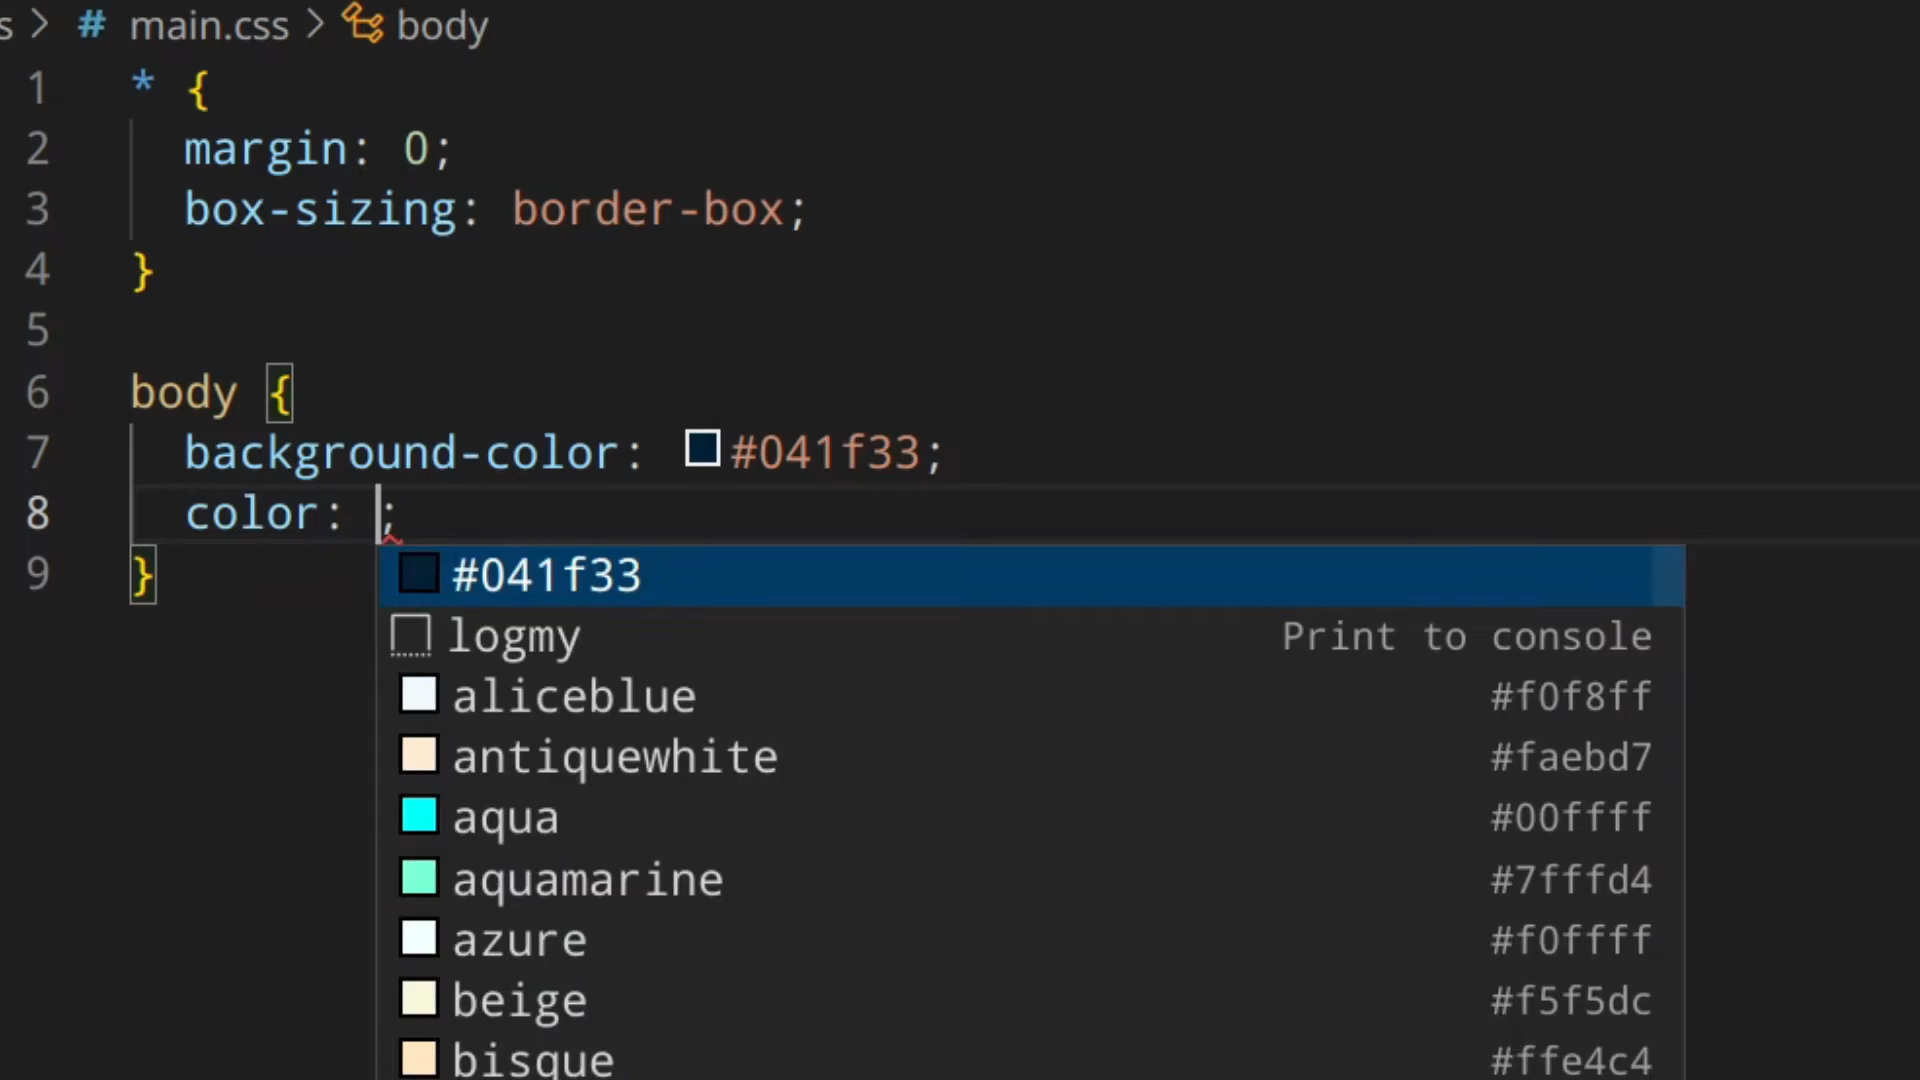 s > # main.css > body
1 * {
2 margin: 0;
3 box-sizing: border-box;
4 }
5
6 body {
7 background-color: #041f33;
8 color: ;
9 }
#041f33
logmy Print to console
aliceblue #f0f8ff
antiquewhite #faebd7
aqua #00ffff
aquamarine #7fffd4
azure #f0ffff
beige #f5f5dc
bisque #ffe4c4